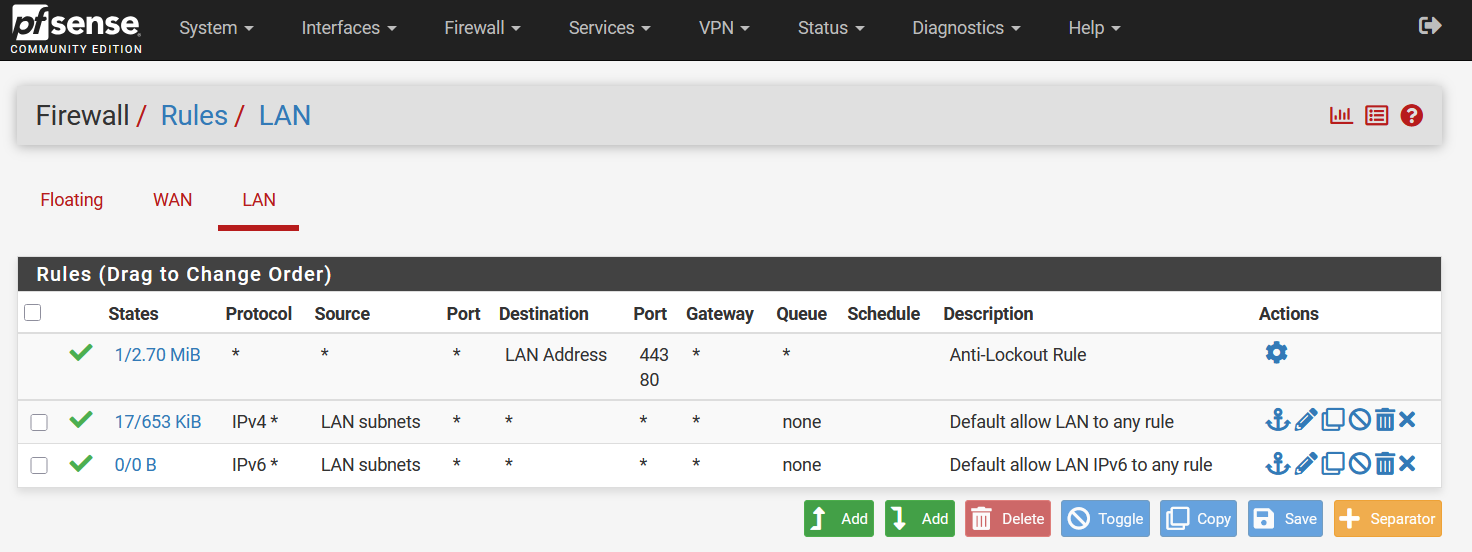 pfsense
COMMUNITY EDITION
System Interfaces Firewall Services VPN Status Diagnostics Help
Firewall / Rules / LAN
Floating WAN LAN
Rules (Drag to Change Order)
States Protocol Source Port Destination Port Gateway Queue Schedule Description Actions
1/2.70 MiB * * * LAN Address 443 * * Anti-Lockout Rule
80
17/653 KiB IPv4 * LAN subnets * * * * none Default allow LAN to any rule
0/0 B IPv6 * LAN subnets * * * * none Default allow LAN IPv6 to any rule
Add Add Delete Toggle Copy Save Separator